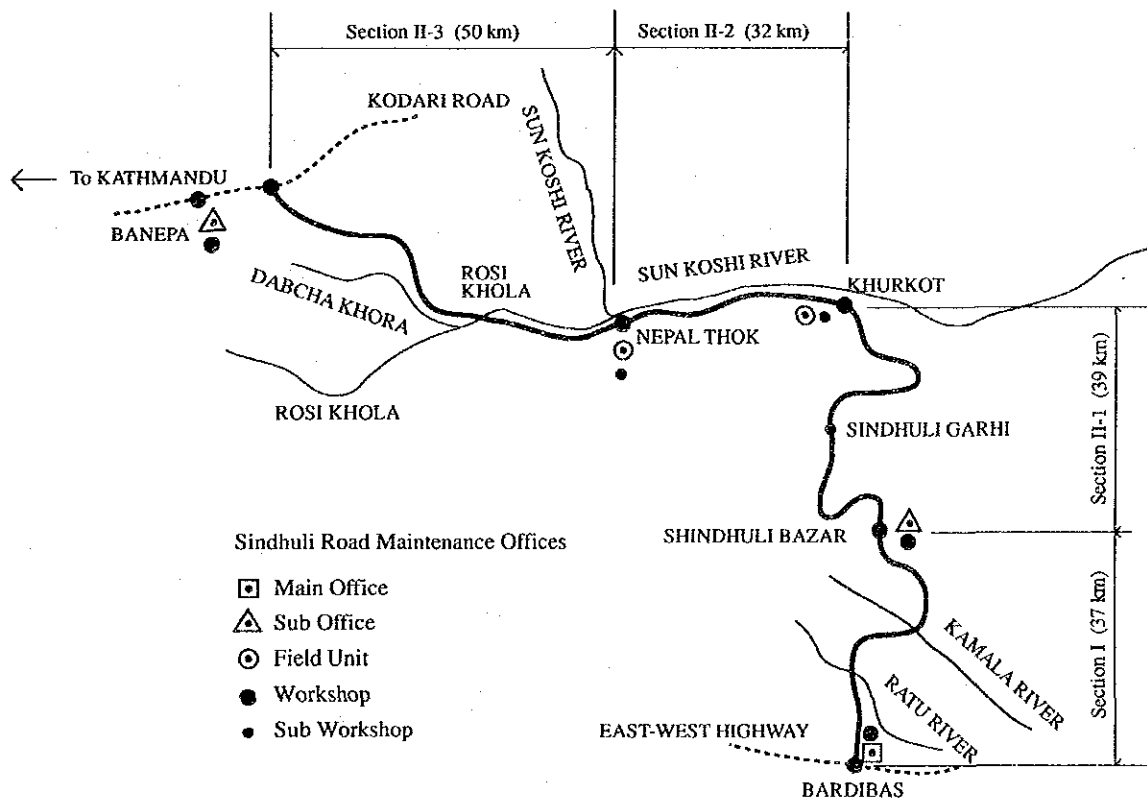 Section II-3 (50 km)
Section II-2 (32 km)
KODARI ROAD
SUN KOSHI RIVER
To KATHMANDU
BANEPA
DABCHA KHORA
ROSI
KHOLA
SUN KOSHI RIVER
KHURKOT
NEPAL THOK
ROSI KHOLA
SINDHULI GARHI
Section II-1 (39 km)
SHINDHULI BAZAR
Sindhuli Road Maintenance Offices
Main Office
Sub Office
Field Unit
Workshop
Sub Workshop
KAMALA RIVER
RATU RIVER
Section I (37 km)
EAST-WEST HIGHWAY
BARDIBAS